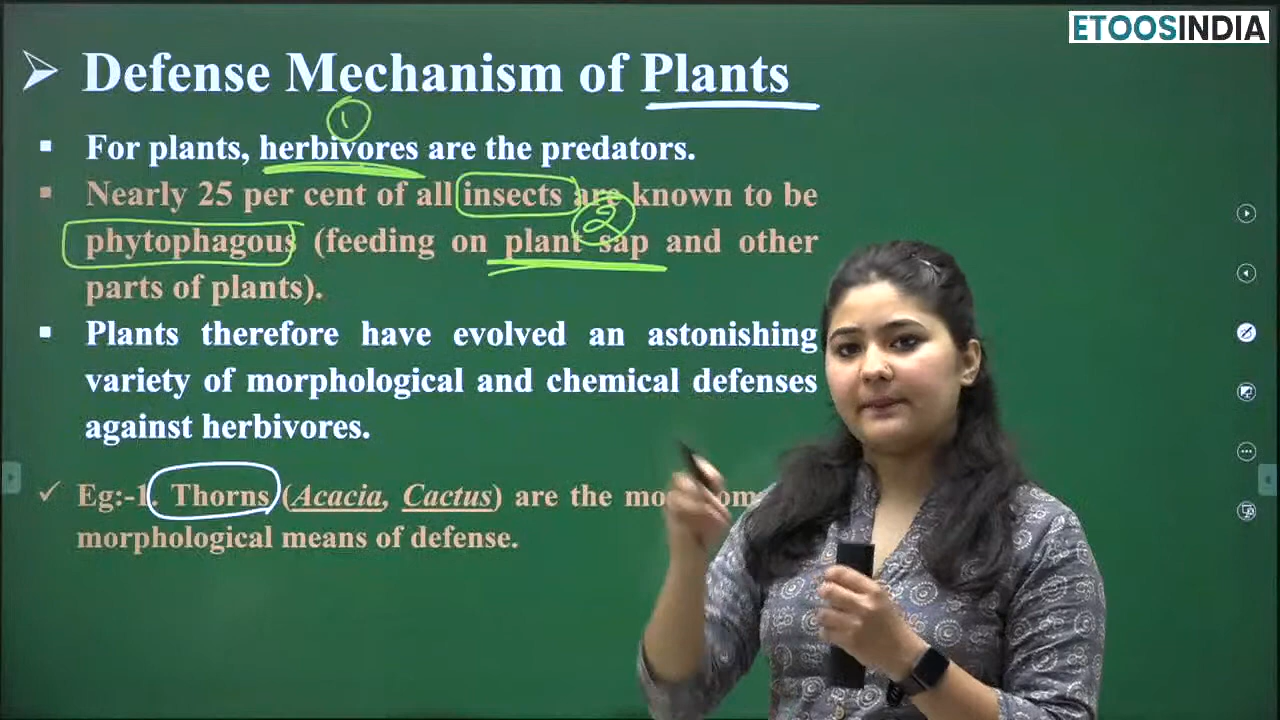 ETOOSINDIA
➢ Defense Mechanism of Plants
1
▪ For plants, herbivores are the predators.
▪ Nearly 25 per cent of all insects are known to be
2
phytophagous (feeding on plant sap and other
parts of plants).
▪ Plants therefore have evolved an astonishing
variety of morphological and chemical defenses
against herbivores.
✓ Eg:-1. Thorns (Acacia, Cactus) are the
morphological means of defense.